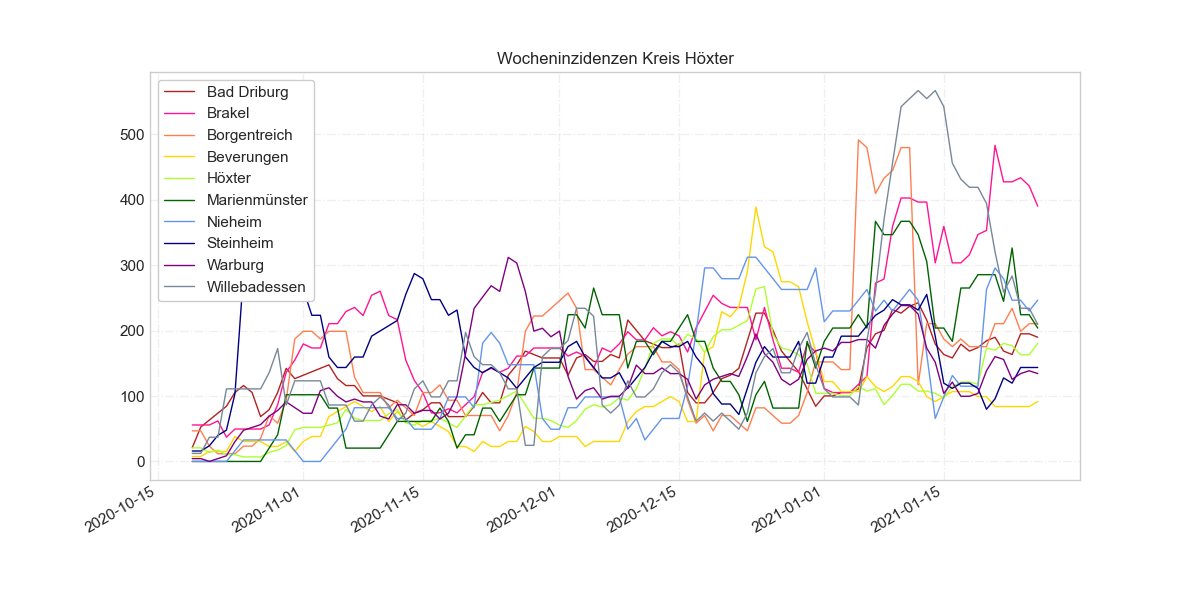 Wocheninzidenzen Kreis Höxter
Bad Driburg
Brakel
Borgentreich
Beverungen
Höxter
Marienmünster
Nieheim
Steinheim
Warburg
Willebadessen
500
400
300
200
100
0
2020-10-15
2020-11-01
2020-11-15
2020-12-01
2020-12-15
2021-01-01
2021-01-15